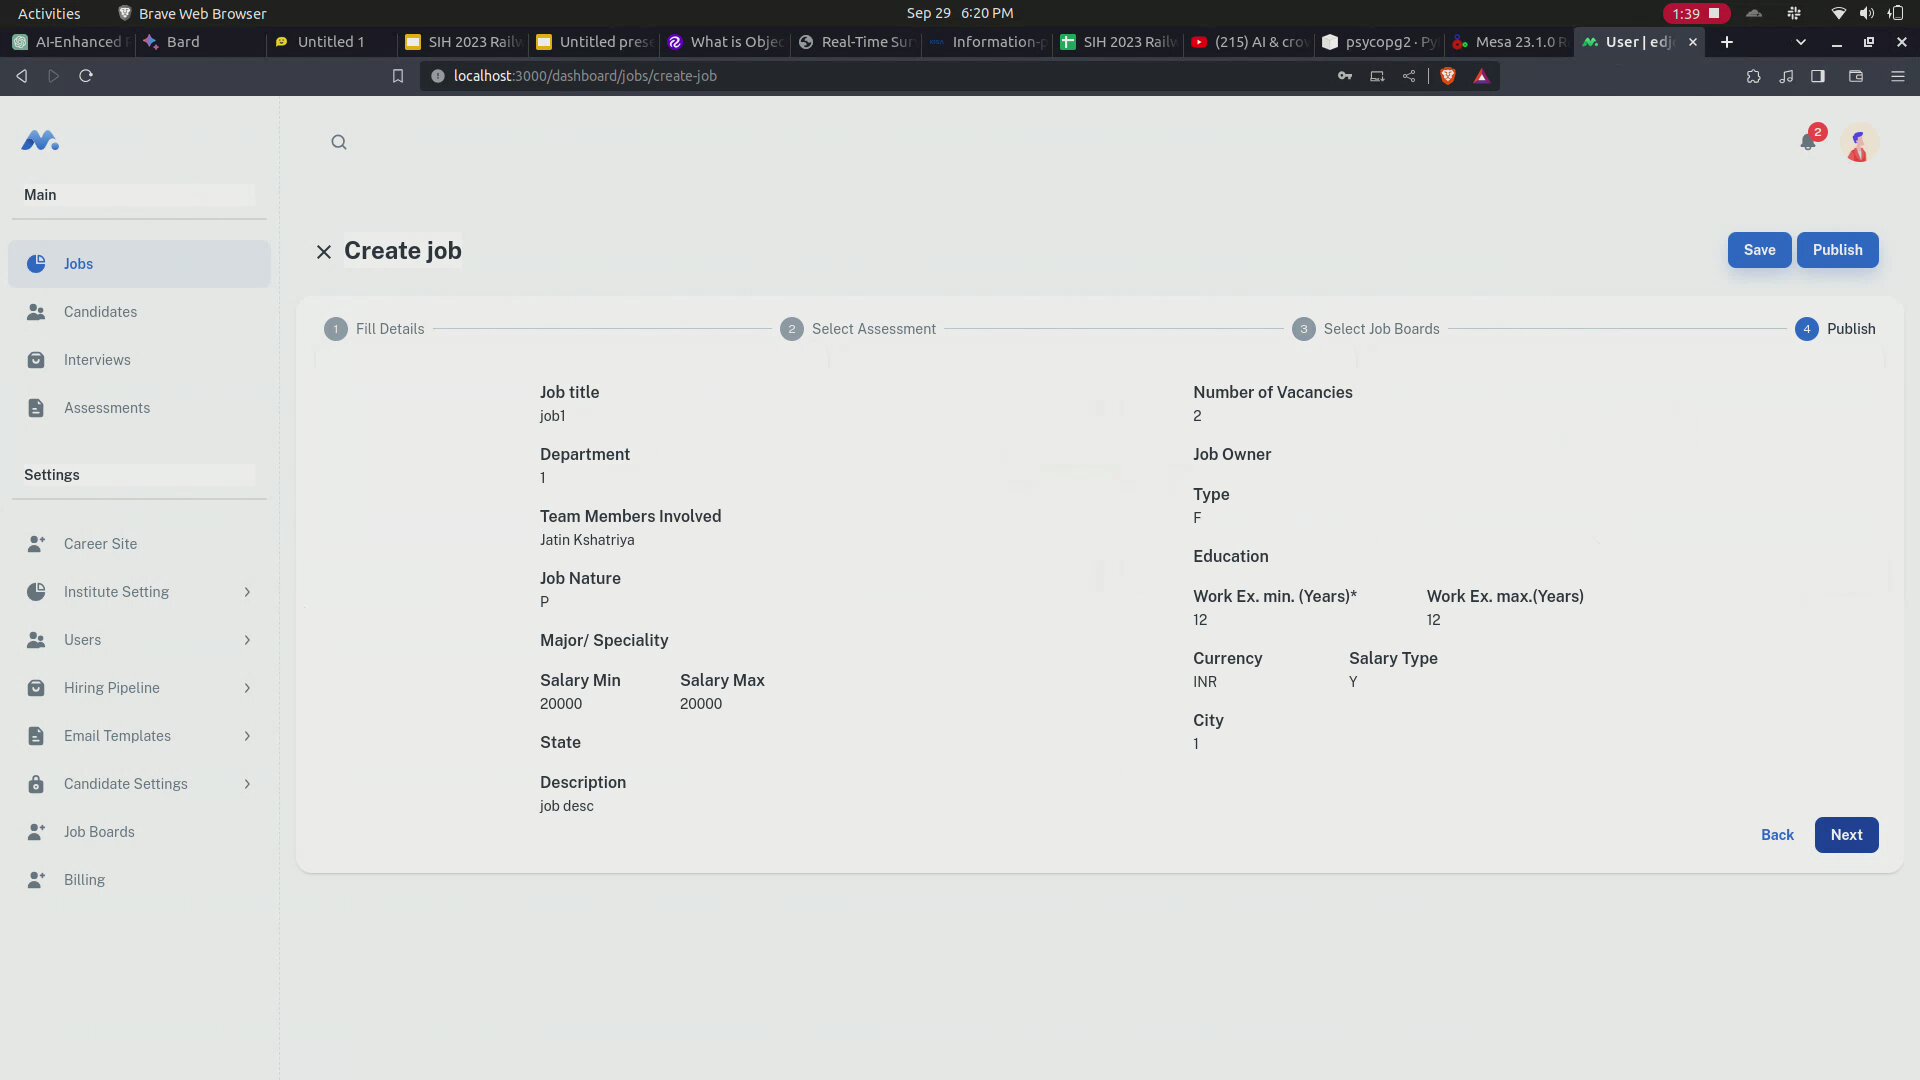 Activities Brave Web Browser Sep 29 6:20 PM 1:39
AI-Enhanced Bard Untitled 1 SIH 2023 Railw Untitled prese What is Objec Real-Time Sur Information-p SIH 2023 Railw (215) AI & crow psycopg2 · Py Mesa 23.1.0 R User | edj
localhost:3000/dashboard/jobs/create-job
2
Main
Create job
Save Publish
Jobs
1 Fill Details 2 Select Assessment 3 Select Job Boards 4 Publish
Candidates
Interviews
Assessments
Settings
Career Site
Institute Setting
Users
Hiring Pipeline
Email Templates
Candidate Settings
Job Boards
Billing
Job title
job1
Department
1
Team Members Involved
Jatin Kshatriya
Job Nature
P
Major/ Speciality
Salary Min Salary Max
20000 20000
State
Description
job desc
Number of Vacancies
2
Job Owner
Type
F
Education
Work Ex. min. (Years)* Work Ex. max.(Years)
12 12
Currency Salary Type
INR Y
City
1
Back Next